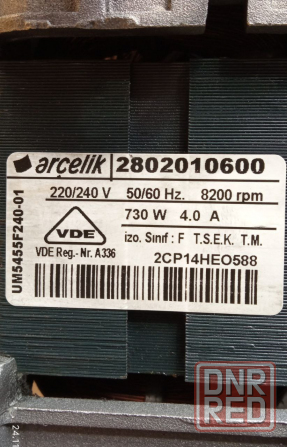 arçelik 2802010600
220/240 V 50/60 Hz. 8200 rpm
730 W 4.0 A
VDE
izo. Sınıf : F T.S.E.K. T.M.
VDE Reg.- Nr. A336
2CP14HEO588
UM5455F240-01
DNR
RED